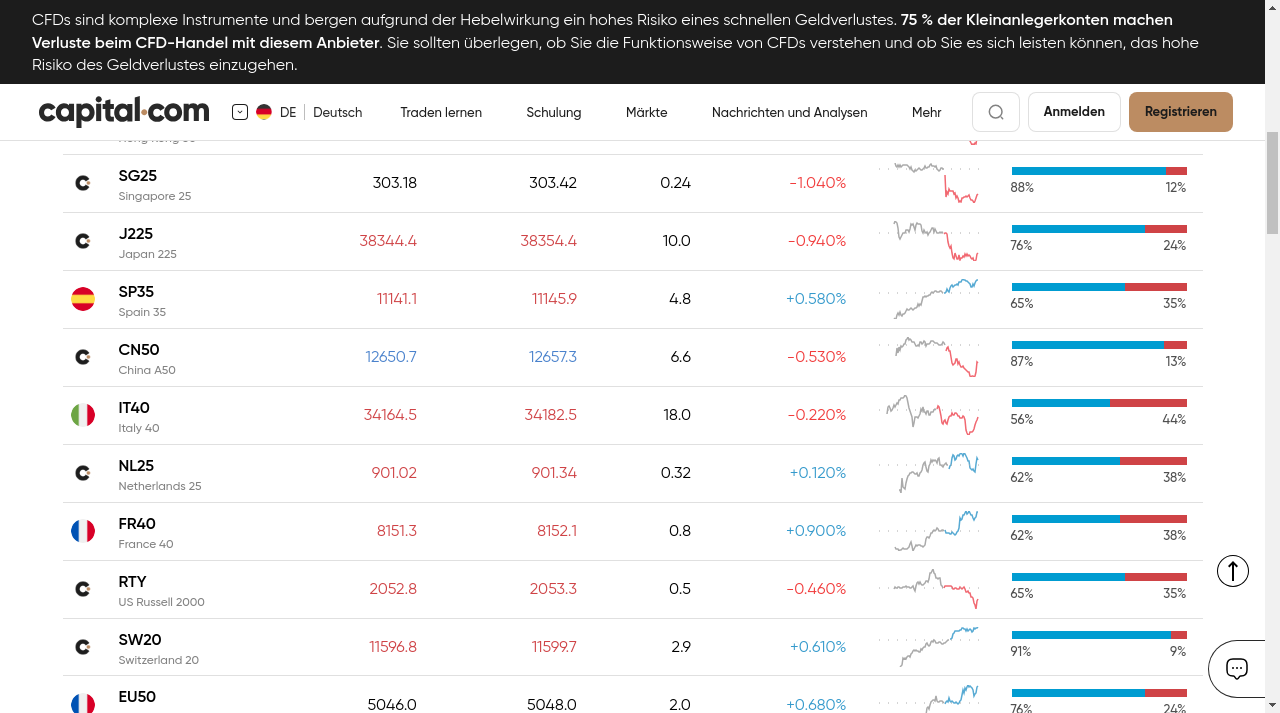 CFDs sind komplexe Instrumente und bergen aufgrund der Hebelwirkung ein hohes Risiko eines schnellen Geldverlustes. 75 % der Kleinanlegerkonten machen
Verluste beim CFD-Handel mit diesem Anbieter. Sie sollten überlegen, ob Sie die Funktionsweise von CFDs verstehen und ob Sie es sich leisten können, das hohe
Risiko des Geldverlustes einzugehen.
capital.com DE Deutsch Traden lernen Schulung Märkte Nachrichten und Analysen Mehr Anmelden Registrieren
SG25 303.18 303.42 0.24 -1.040%
Singapore 25 88% 12%
J225 38344.4 38354.4 10.0 -0.940%
Japan 225 76% 24%
SP35 11141.1 11145.9 4.8 +0.580%
Spain 35 65% 35%
CN50 12650.7 12657.3 6.6 -0.530%
China A50 87% 13%
IT40 34164.5 34182.5 18.0 -0.220%
Italy 40 56% 44%
NL25 901.02 901.34 0.32 +0.120%
Netherlands 25 62% 38%
FR40 8151.3 8152.1 0.8 +0.900%
France 40 62% 38%
RTY 2052.8 2053.3 0.5 -0.460%
US Russell 2000 65% 35%
SW20 11596.8 11599.7 2.9 +0.610%
Switzerland 20 91% 9%
EU50 5046.0 5048.0 2.0 +0.680%
76% 24%